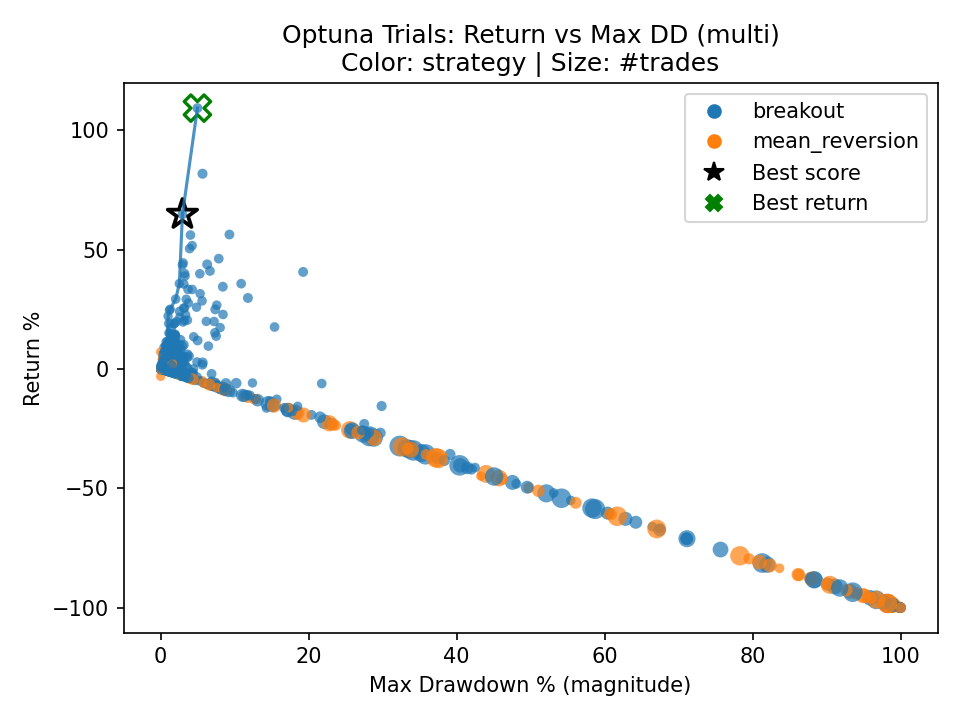 Optuna Trials: Return vs Max DD (multi)
Color: strategy | Size: #trades
breakout
mean_reversion
Best score
Best return
Return %
100
50
0
−50
−100
0
20
40
60
80
100
Max Drawdown % (magnitude)